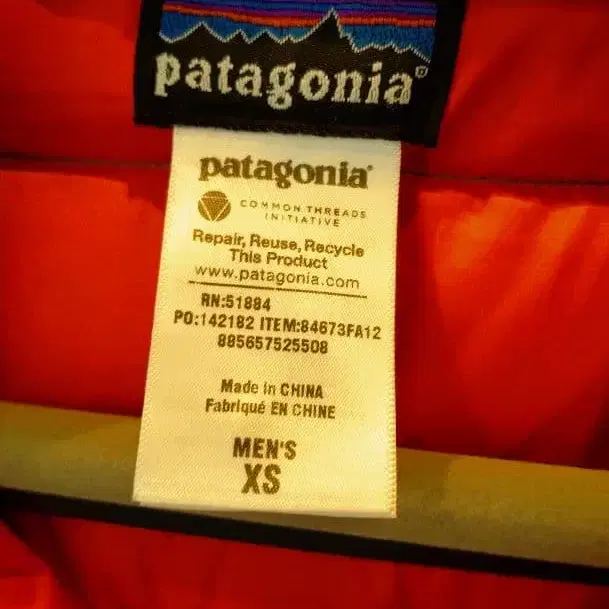 patagonia®
patagonia®
COMMON THREADS
INITIATIVE
Repair, Reuse, Recycle
This Product
www.patagonia.com
RN:51884
PO:142182 ITEM:84673FA12
885657525508
Made in CHINA
Fabriqué EN CHINE
MEN'S
XS